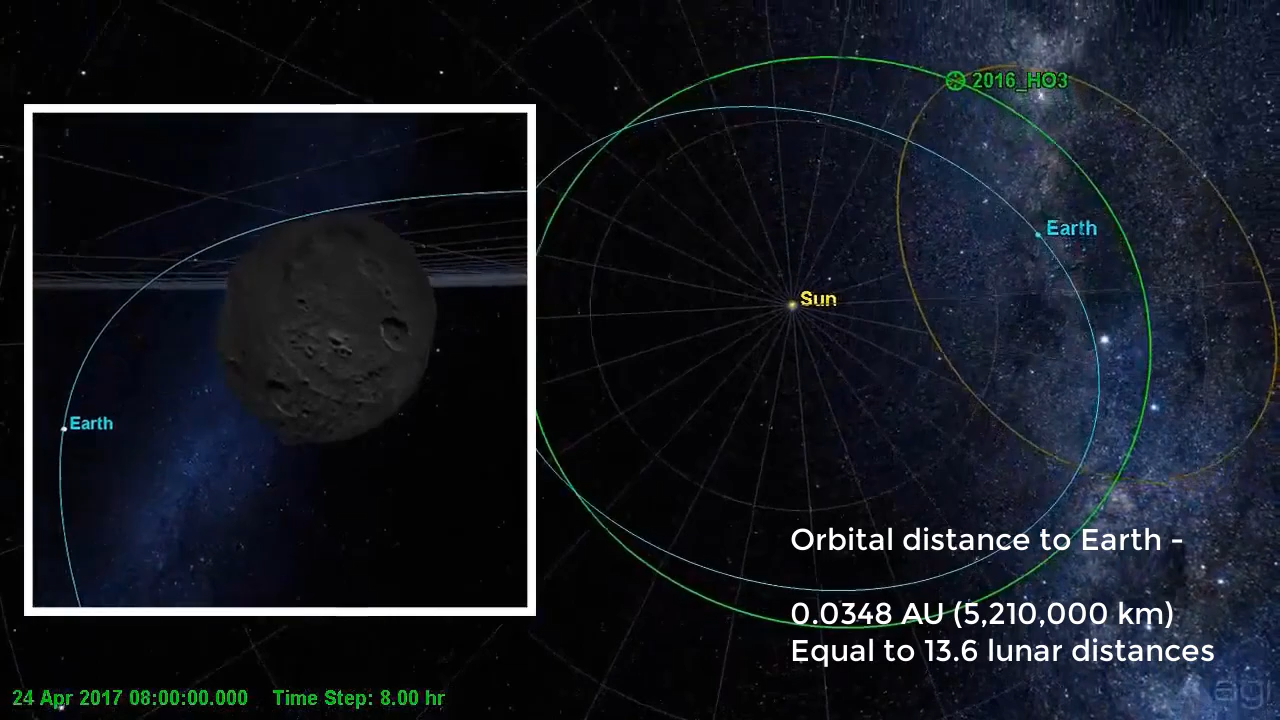 2016_HO3
Earth
Sun
Earth
Orbital distance to Earth -
0.0348 AU (5,210,000 km)
Equal to 13.6 lunar distances
24 Apr 2017 08:00:00.000 Time Step: 8.00 hr
agi